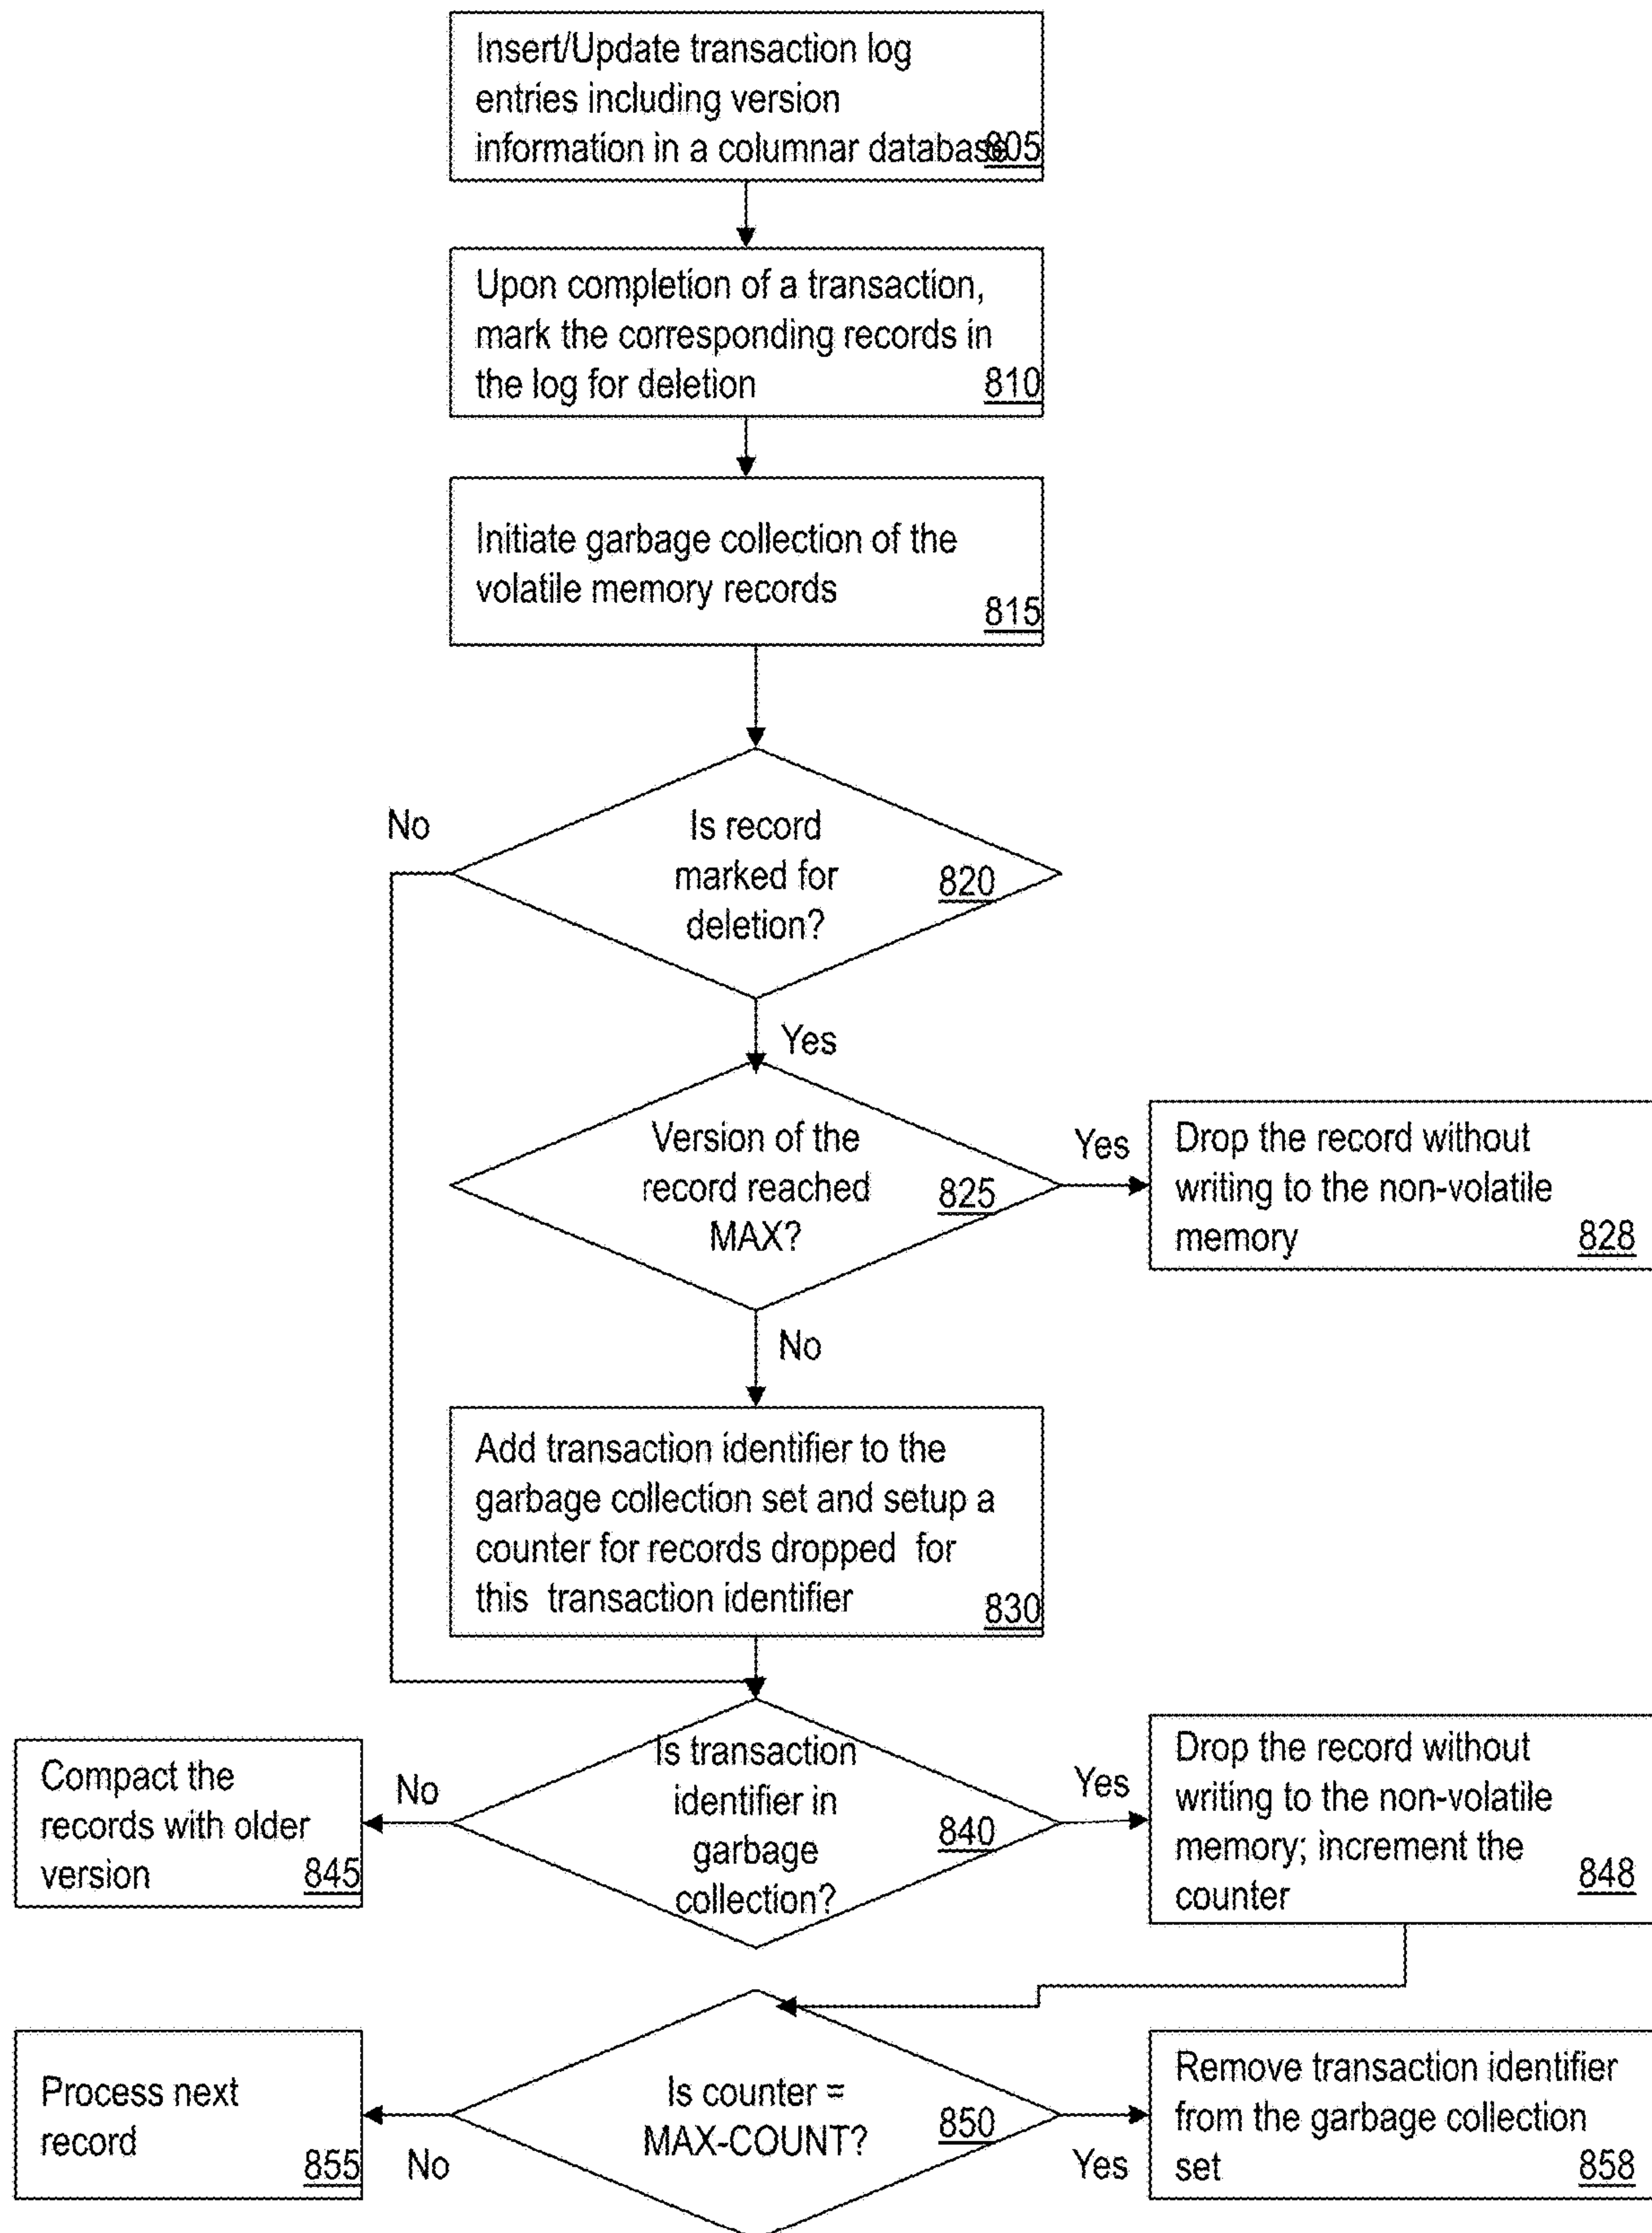 Insert/Update transaction log
entries including version
information in a columnar database
805
Upon completion of a transaction,
mark the corresponding records in
the log for deletion
810
Initiate garbage collection of the
volatile memory records
815
No
Is record
marked for
deletion?
820
Yes
Version of the
record reached
MAX?
825
Yes
Drop the record without
writing to the non-volatile
memory
828
No
Add transaction identifier to the
garbage collection set and setup a
counter for records dropped for
this transaction identifier
830
Compact the
records with older
version
845
No
Is transaction
identifier in
garbage
collection?
840
Yes
Drop the record without
writing to the non-volatile
memory; increment the
counter
848
Process next
record
855
No
Is counter =
MAX-COUNT?
850
Yes
Remove transaction identifier
from the garbage collection
set
858